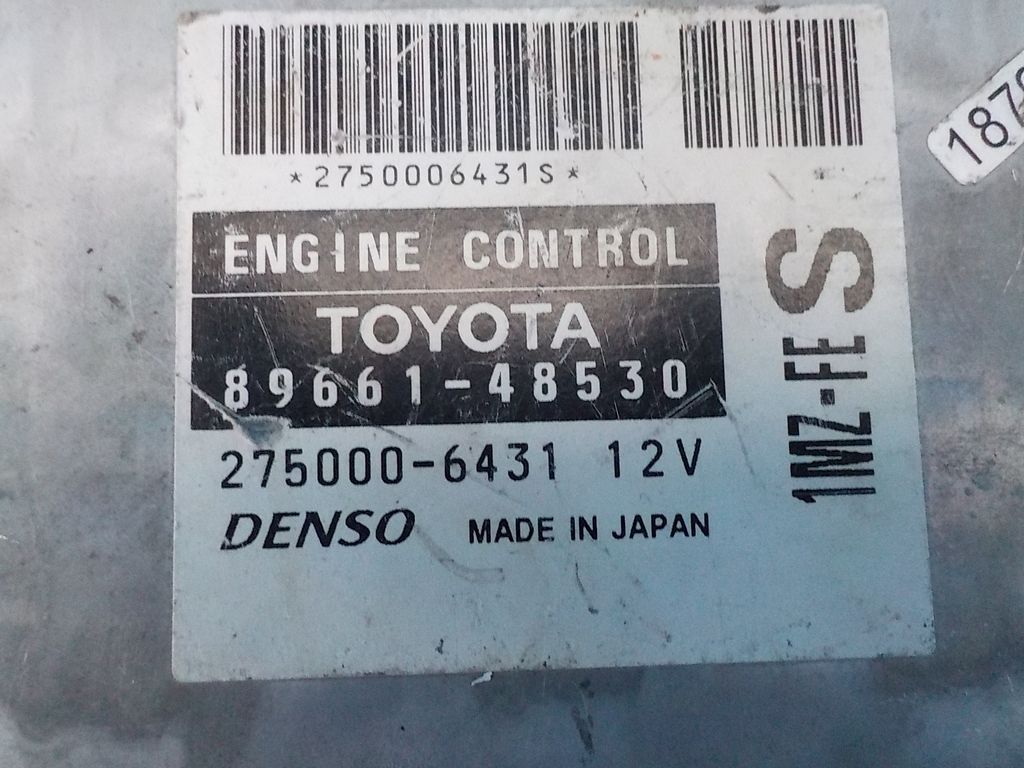 *2750006431S*
ENGINE CONTROL
TOYOTA
89661-48530
275000-6431 12V
DENSO MADE IN JAPAN
1MZ-FE S